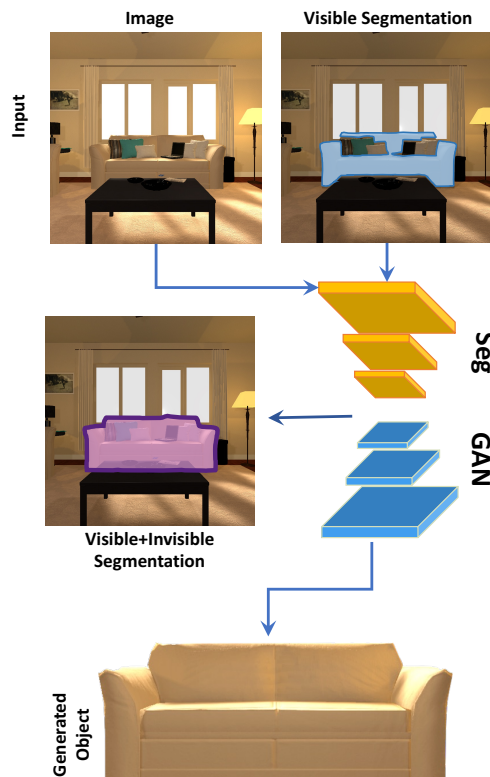 Image
Visible Segmentation
Input
Seg
GAN
Visible+Invisible
Segmentation
Generated
Object